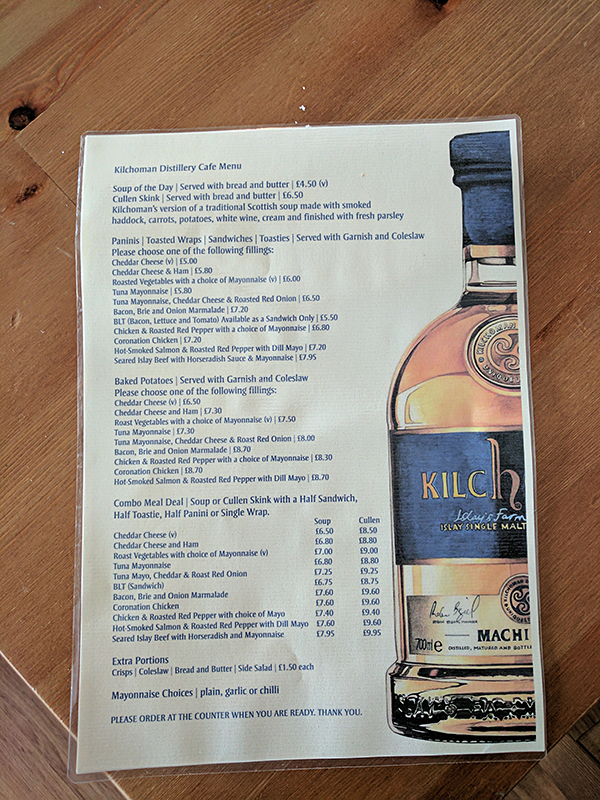 Kilchoman Distillery Cafe Menu
Soup of the Day | Served with bread and butter | £4.50 (v)
Cullen Skink | Served with bread and butter | £6.50
Kilchoman's version of a traditional Scottish soup made with smoked
haddock, carrots, potatoes, white wine, cream and finished with fresh parsley
Paninis | Toasted Wraps | Sandwiches | Toasties | Served with Garnish and Coleslaw
Please choose one of the following fillings:
Cheddar Cheese (v) | £5.00
Cheddar Cheese & Ham | £5.80
Roasted Vegetables with a choice of Mayonnaise (v) | £6.00
Tuna Mayonnaise | £5.80
Tuna Mayonnaise, Cheddar Cheese & Roasted Red Onion | £6.50
Bacon, Brie and Onion Marmalade | £7.20
BLT (Bacon, Lettuce and Tomato) Available as a Sandwich Only | £5.50
Chicken & Roasted Red Pepper with a choice of Mayonnaise | £6.80
Coronation Chicken | £7.20
Hot-Smoked Salmon & Roasted Red Pepper with Dill Mayo | £7.20
Seared Islay Beef with Horseradish Sauce & Mayonnaise | £7.95
Baked Potatoes | Served with Garnish and Coleslaw
Please choose one of the following fillings:
Cheddar Cheese (v) | £6.50
Cheddar Cheese and Ham | £7.30
Roast Vegetables with a choice of Mayonnaise (v) | £7.50
Tuna Mayonnaise | £7.30
Tuna Mayonnaise, Cheddar Cheese & Roast Red Onion | £8.00
Bacon, Brie and Onion Marmalade | £8.70
Chicken & Roasted Red Pepper with a choice of Mayonnaise | £8.30
Coronation Chicken | £8.70
Hot-Smoked Salmon & Roasted Red Pepper with Dill Mayo | £8.70
Combo Meal Deal | Soup or Cullen Skink with a Half Sandwich,
Half Toastie, Half Panini or Single Wrap.
Soup Cullen
Cheddar Cheese (v) £6.50 £8.50
Cheddar Cheese and Ham £6.80 £8.80
Roast Vegetables with choice of Mayonnaise (v) £7.00 £9.00
Tuna Mayonnaise £6.80 £8.80
Tuna Mayo, Cheddar & Roast Red Onion £7.25 £9.25
BLT (Sandwich) £6.75 £8.75
Bacon, Brie and Onion Marmalade £7.60 £9.60
Coronation Chicken £7.60 £9.60
Chicken & Roasted Red Pepper with choice of Mayo £7.40 £9.40
Hot-Smoked Salmon & Roasted Red Pepper with Dill Mayo £7.60 £9.60
Seared Islay Beef with Horseradish and Mayonnaise £7.95 £9.95
Extra Portions
Crisps | Coleslaw | Bread and Butter | Side Salad | £1.50 each
Mayonnaise Choices | plain, garlic or chilli
PLEASE ORDER AT THE COUNTER WHEN YOU ARE READY. THANK YOU.
KILCh
Islay's Farm
ISLAY SINGLE MALT
MACHI
700ml e
DISTILLED, MATURED AND BOTTL